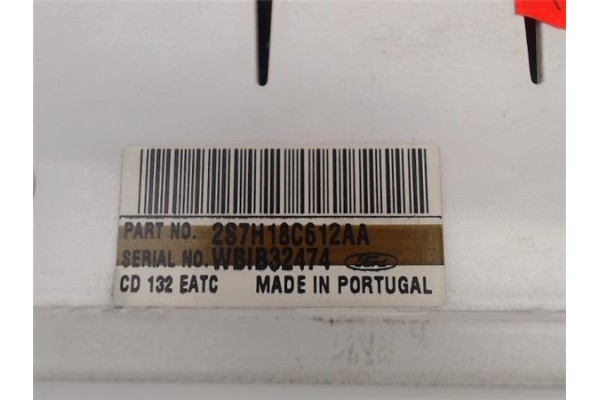 PART NO. 2S7H18C612AA
SERIAL NO. WBIB32474 Ford
CD 132 EATC MADE IN PORTUGAL